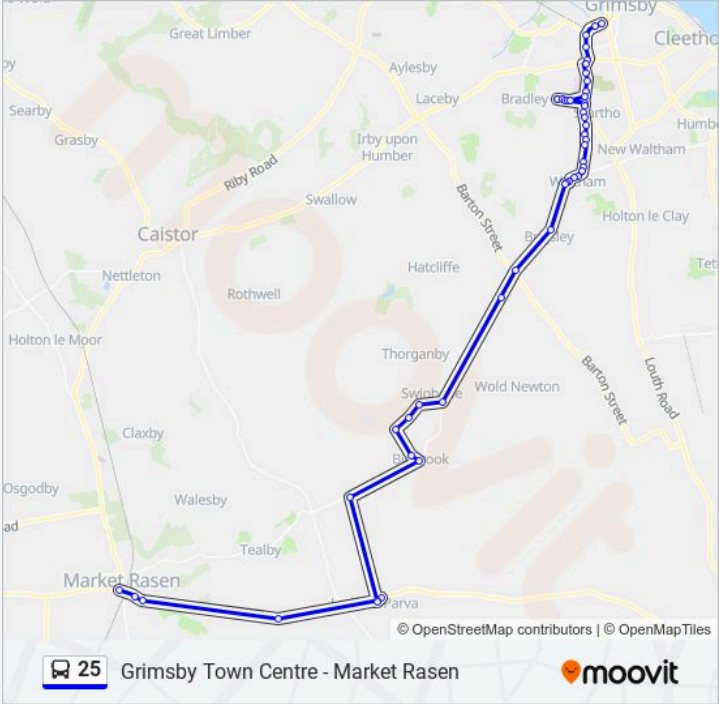 Grimsby
Great Limber
Cleetho
Aylesby
Laceby
Bradley
Searby
Grasby
Irby upon
Humber
New Waltham
Riby Road
Swallow
Barton Street
Holton le Clay
Caistor
Hatcliffe
Nettleton
Rothwell
Holton le Moor
Thorganby
Wold Newton
Barton Street
Louth Road
Claxby
Osgodby
Walesby
Tealby
Market Rasen
Parva
© OpenStreetMap contributors | © OpenMapTiles
25 Grimsby Town Centre - Market Rasen
moovit